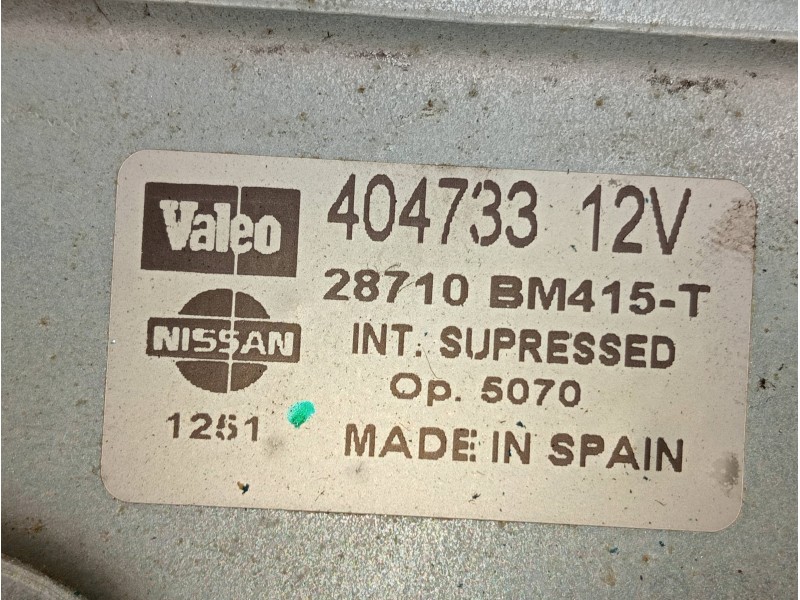 Valeo 404733 12V
28710 BM415-T
NISSAN INT. SUPRESSED
Op. 5070
1251 MADE IN SPAIN